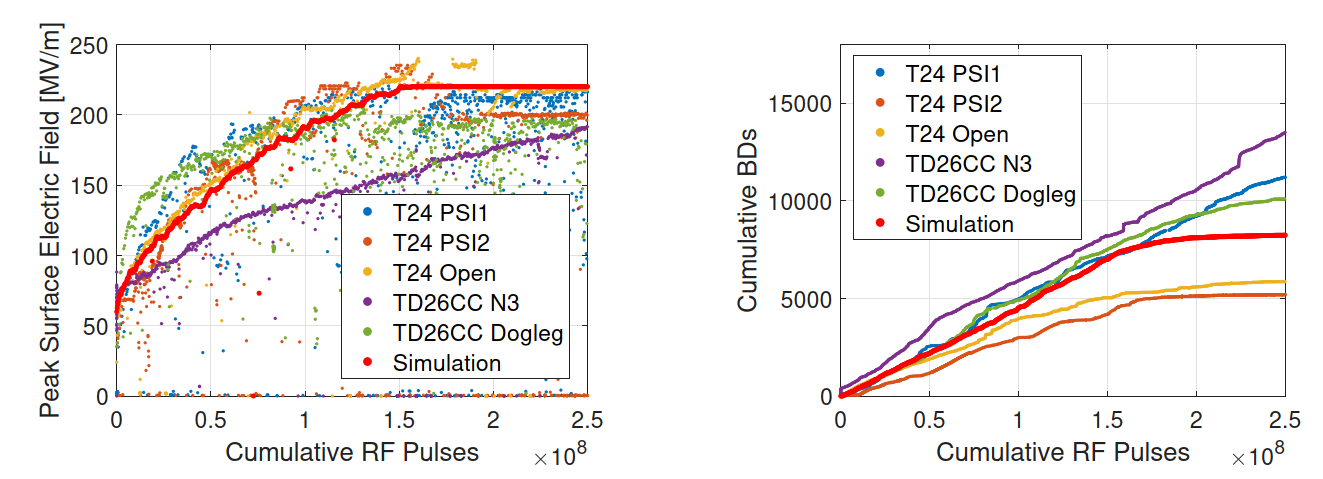 Peak Surface Electric Field [MV/m]
250
200
150
100
50
0
0 0.5 1 1.5 2 2.5
Cumulative RF Pulses
×10^8
T24 PSI1
T24 PSI2
T24 Open
TD26CC N3
TD26CC Dogleg
Simulation
Cumulative BDs
15000
10000
5000
0
0 0.5 1 1.5 2 2.5
Cumulative RF Pulses
×10^8
T24 PSI1
T24 PSI2
T24 Open
TD26CC N3
TD26CC Dogleg
Simulation